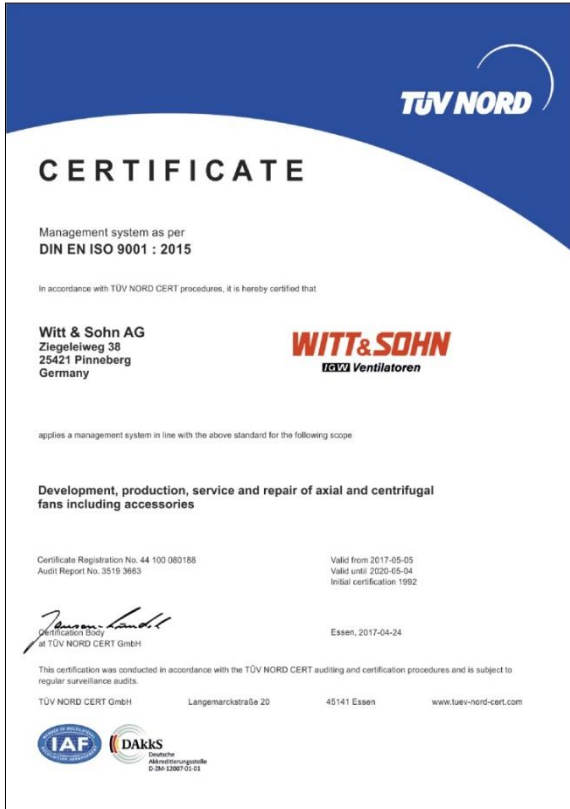 TÜV NORD
CERTIFICATE
Management system as per
DIN EN ISO 9001 : 2015
In accordance with TÜV NORD CERT procedures, it is hereby certified that
Witt & Sohn AG
Ziegeleiweg 38
25421 Pinneberg
Germany
WITT&SOHN
IGW Ventilatoren
applies a management system in line with the above standard for the following scope
Development, production, service and repair of axial and centrifugal
fans including accessories
Certificate Registration No. 44 100 080188
Audit Report No. 3519 3663
Valid from 2017-05-05
Valid until 2020-05-04
Initial certification 1992
Certification Body
at TÜV NORD CERT GmbH
Essen, 2017-04-24
This certification was conducted in accordance with the TÜV NORD CERT auditing and certification procedures and is subject to
regular surveillance audits.
TÜV NORD CERT GmbH Langemarckstraße 20 45141 Essen www.tuev-nord-cert.com
IAF
DAkkS
Deutsche
Akkreditierungsstelle
D-ZM-12007-01-01